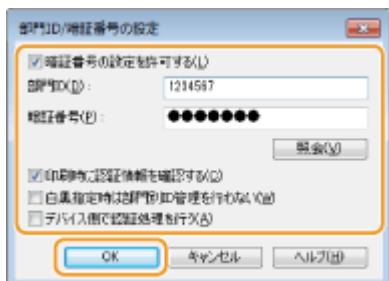 部門ID/暗証番号の設定
暗証番号の設定を許可する(L)
部門ID(D):
1234567
暗証番号(P):
●●●●●●●
照会(V)
印刷時に認証情報を確認する(C)
白黒指定時は部門別ID管理を行わない(W)
デバイス側で認証処理を行う(A)
OK
キャンセル
ヘルプ(H)